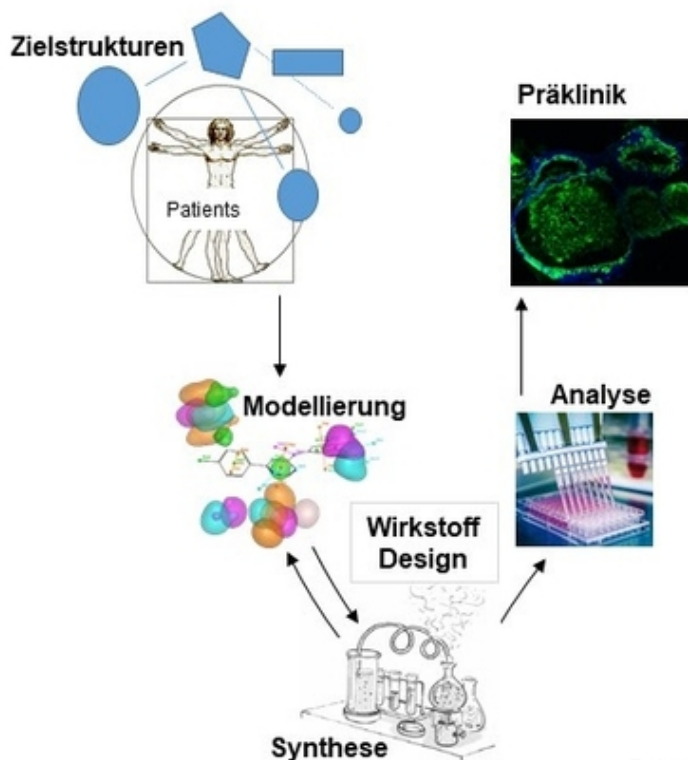 Zielstrukturen
Patients
Präklinik
Modellierung
Analyse
Wirkstoff
Design
Synthese